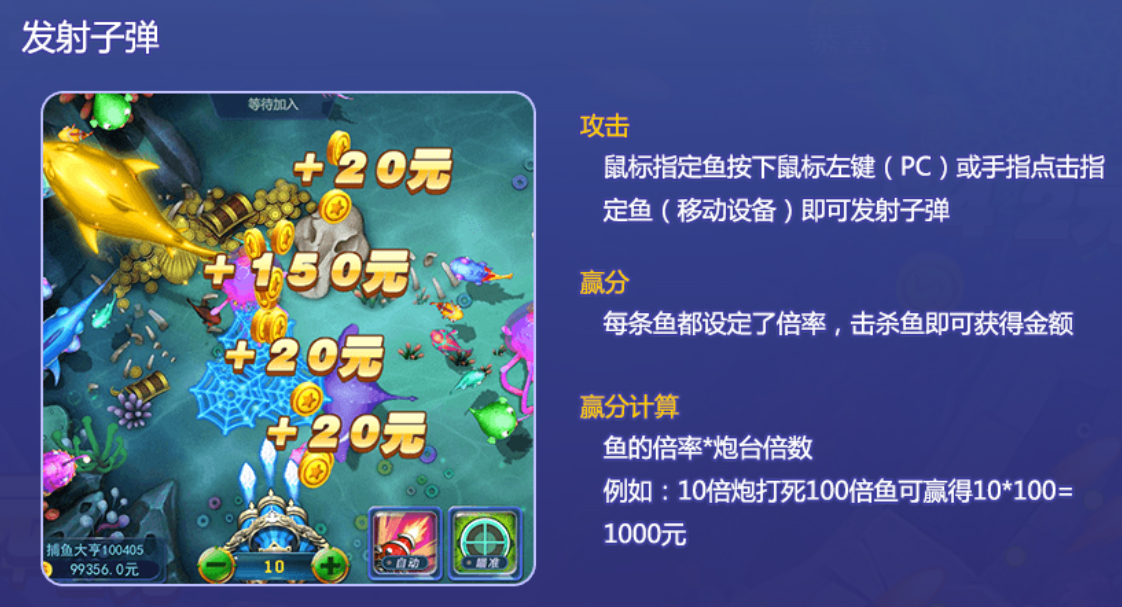 发射子弹
等待加入
+20元
+150元
+20元
+20元
捕鱼大亨100405
99356.0元
10
自动
瞄准
攻击
鼠标指定鱼按下鼠标左键（PC）或手指点击指
定鱼（移动设备）即可发射子弹
赢分
每条鱼都设定了倍率，击杀鱼即可获得金额
赢分计算
鱼的倍率*炮台倍数
例如：10倍炮打死100倍鱼可赢得10*100=
1000元